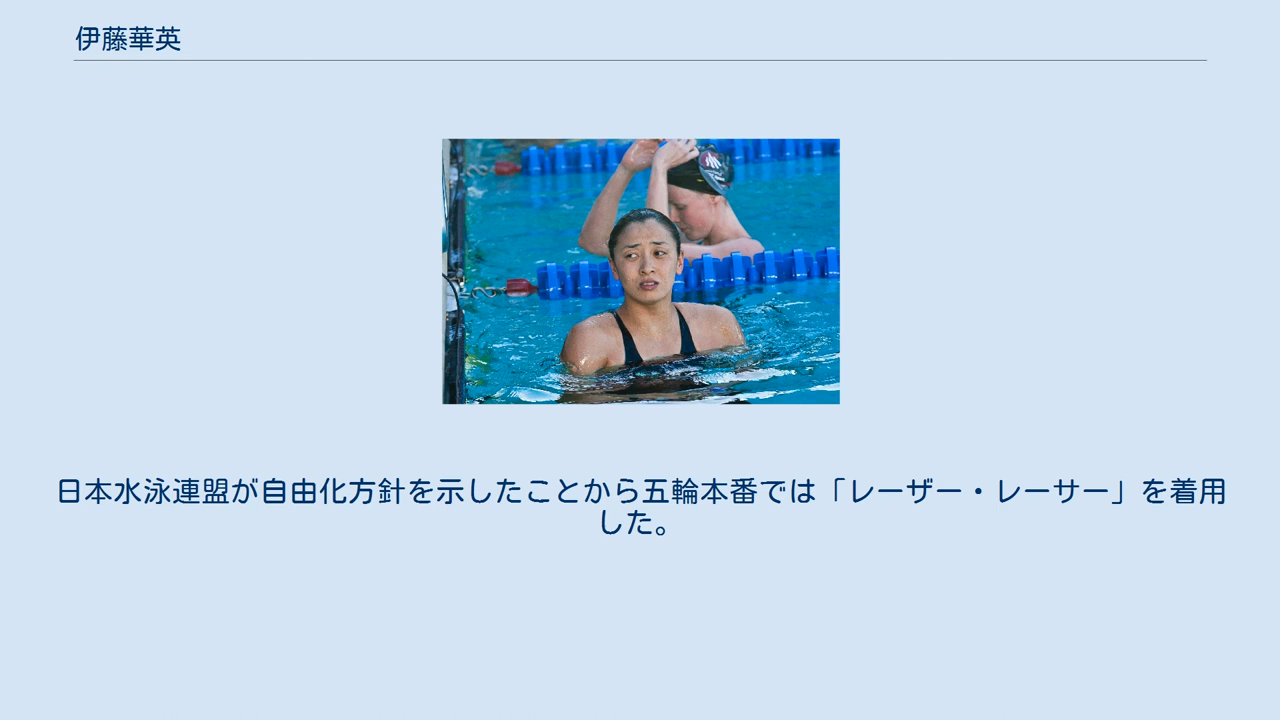 伊藤華英
日本水泳連盟が自由化方針を示したことから五輪本番では「レーザー・レーサー」を着用
した。